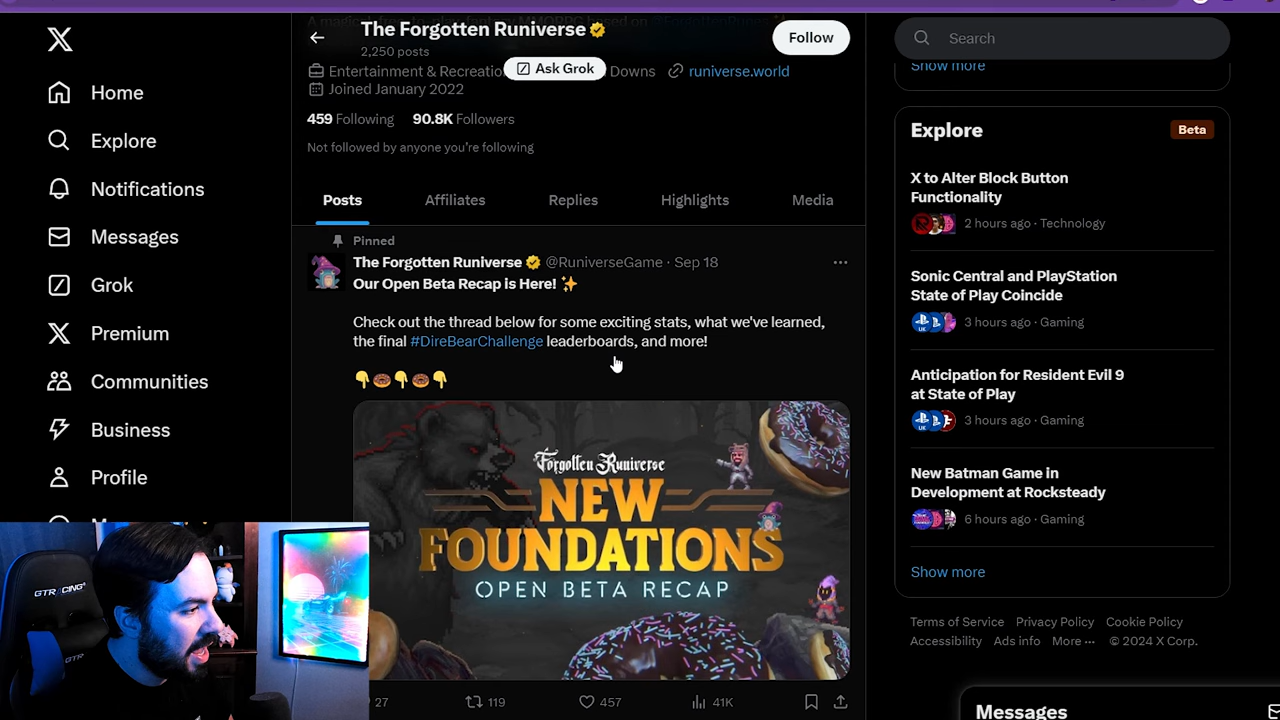 X
Home
Explore
Notifications
Messages
Grok
Premium
Communities
Business
Profile
GTRACING
GTR
The Forgotten Runiverse
2,250 posts
Follow
Ask Grok
Entertainment & Recreatio
Downs
runiverse.world
Joined January 2022
459 Following 90.8K Followers
Not followed by anyone you're following
Posts Affiliates Replies Highlights Media
Pinned
The Forgotten Runiverse @RuniverseGame · Sep 18
Our Open Beta Recap is Here! ✨
Check out the thread below for some exciting stats, what we've learned,
the final #DireBearChallenge leaderboards, and more!
👇🍩👇🍩👇
Forgotten Runiverse
NEW
FOUNDATIONS
OPEN BETA RECAP
27 119 457 41K
Search
Show more
Explore Beta
X to Alter Block Button
Functionality
2 hours ago · Technology
Sonic Central and PlayStation
State of Play Coincide
3 hours ago · Gaming
Anticipation for Resident Evil 9
at State of Play
3 hours ago · Gaming
New Batman Game in
Development at Rocksteady
6 hours ago · Gaming
Show more
Terms of Service Privacy Policy Cookie Policy
Accessibility Ads info More ··· © 2024 X Corp.
Messages